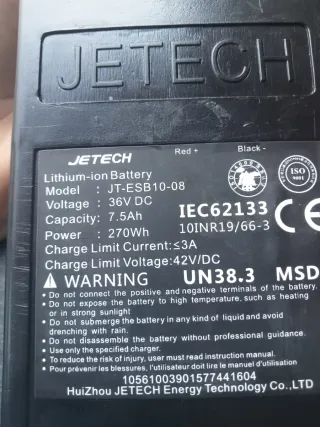 JETECH
JETECH Red + Black -
Lithium-ion Battery
Model : JT-ESB10-08
Voltage : 36V DC
Capacity: 7.5Ah IEC62133
Power : 270Wh 10INR19/66-3
Charge Limit Current:≤3A
Charge Limit Voltage:42V/DC
CE
ISO
9001
WARNING UN38.3 MSD
• Do not connect the positive and negative terminals of the battery.
• Do not expose the battery to high temperature, such as heating
or in strong sunlight
• Do not submerge the battery in any kind of liquid and avoid
drenching with rain.
• Do not disassemble the battery without professional guidance.
• Use only the specified charger.
• To reduce the risk of injury, user must read instruction manual.
• Pour prévenir les blessures, l'utilisateur doit lire le manuel d'utilisation
10561003901577441604
HuiZhou JETECH Energy Technology Co.,LTD